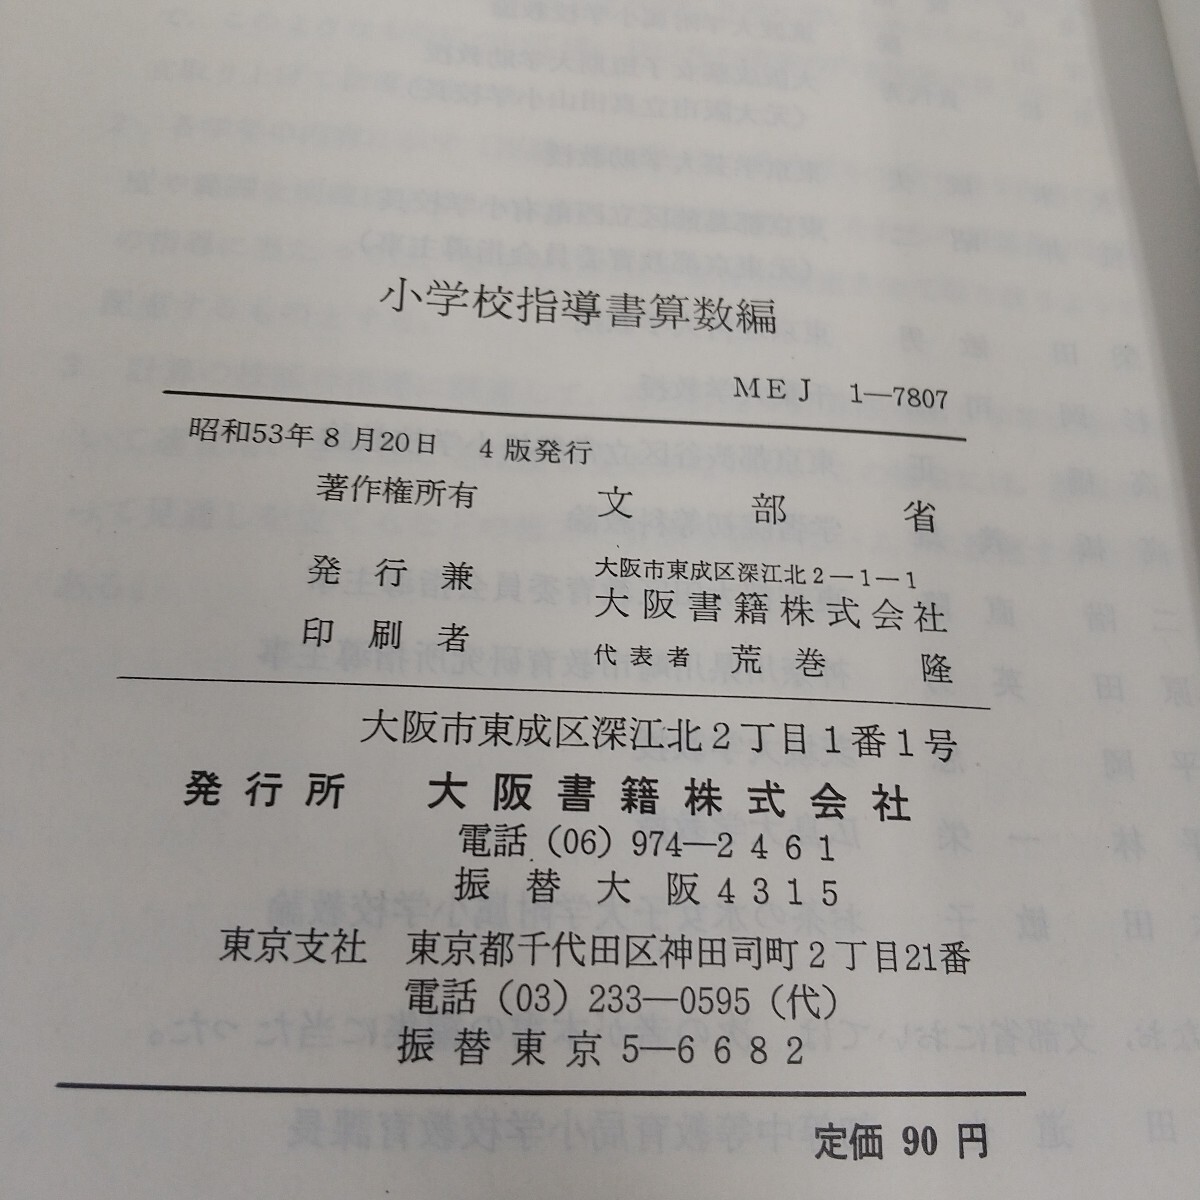 小学校指導書算数編
MEJ 1―7807
昭和53年8月20日 4版発行
著作権所有 文部省
発行兼 大阪市東成区深江北2―1―1
大阪書籍株式会社
印刷者 代表者 荒巻 隆
大阪市東成区深江北2丁目1番1号
発行所 大阪書籍株式会社
電話(06)974―2461
振替大阪4315
東京支社 東京都千代田区神田司町2丁目21番
電話(03)233―0595(代)
振替東京5―6682
定価 90 円